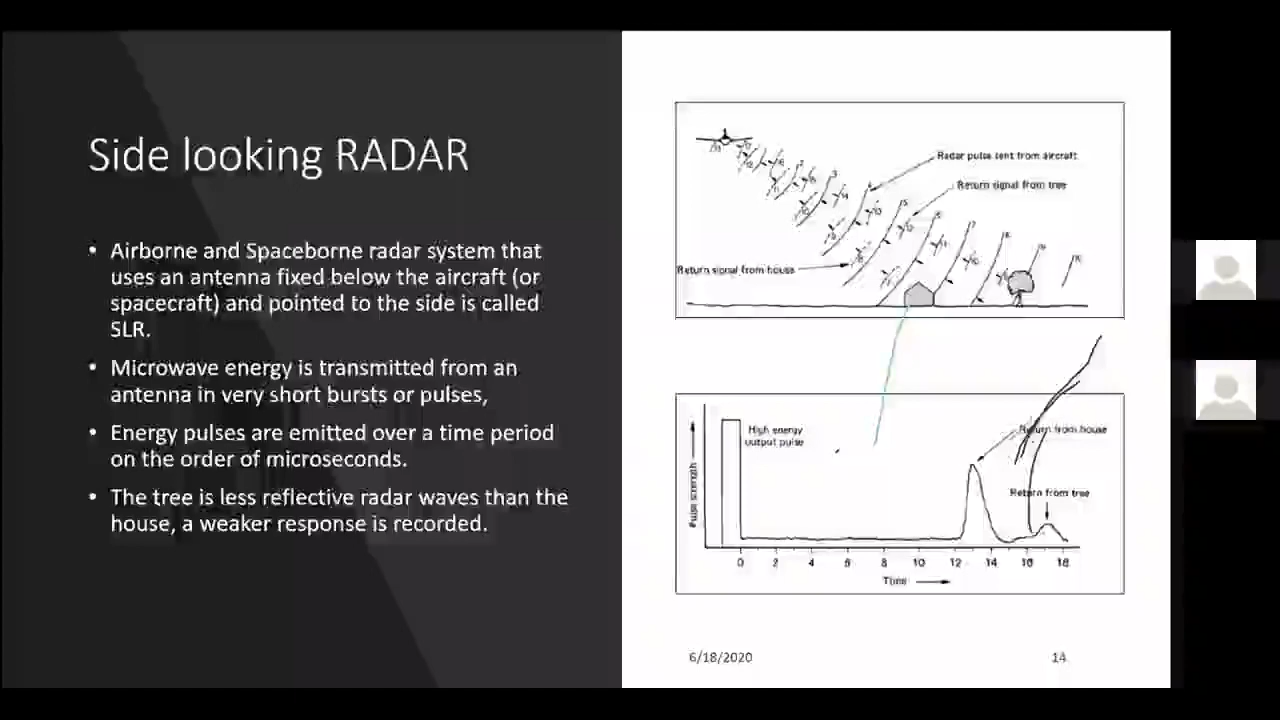 Side looking RADAR
• Airborne and Spaceborne radar system that
uses an antenna fixed below the aircraft (or
spacecraft) and pointed to the side is called
SLR.
• Microwave energy is transmitted from an
antenna in very short bursts or pulses,
• Energy pulses are emitted over a time period
on the order of microseconds.
• The tree is less reflective radar waves than the
house, a weaker response is recorded.
Radar pulse sent from aircraft
Return signal from tree
Return signal from house
High energy
output pulse
Return from house
Return from tree
Pulse strength
0 2 4 6 8 10 12 14 16 18
Time
6/18/2020
14